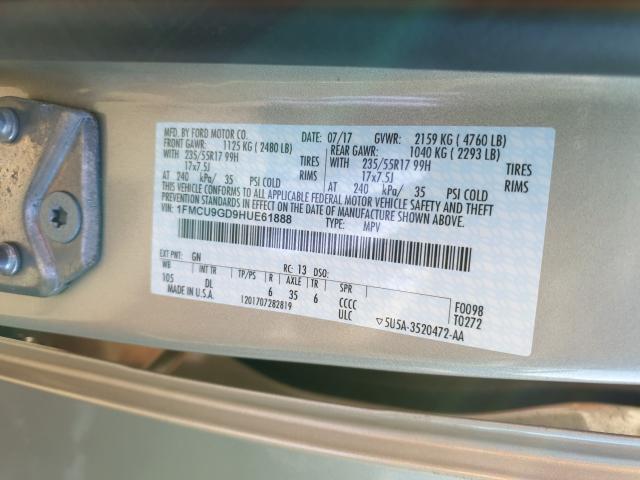 MFD. BY FORD MOTOR CO.
DATE: 07/17 GVWR: 2159 KG ( 4760 LB)
FRONT GAWR: 1125 KG ( 2480 LB) REAR GAWR: 1040 KG ( 2293 LB)
WITH 235/55R17 99H TIRES WITH 235/55R17 99H TIRES
17x7.5J RIMS 17x7.5J RIMS
AT 240 kPa/ 35 PSI COLD AT 240 kPa/ 35 PSI COLD
THIS VEHICLE CONFORMS TO ALL APPLICABLE FEDERAL MOTOR VEHICLE SAFETY AND THEFT
PREVENTION STANDARDS IN EFFECT ON THE DATE OF MANUFACTURE SHOWN ABOVE.
VIN: 1FMCU9GD9HUE61888 TYPE: MPV
EXT PNT: GN RC: 13 DSO:
WB INT TR TP/PS R AXLE TR SPR
105 DL 6 35 6 CCCC F0098
MADE IN U.S.A. 1201707282819 ULC T0272
▽5U5A-3520472-AA